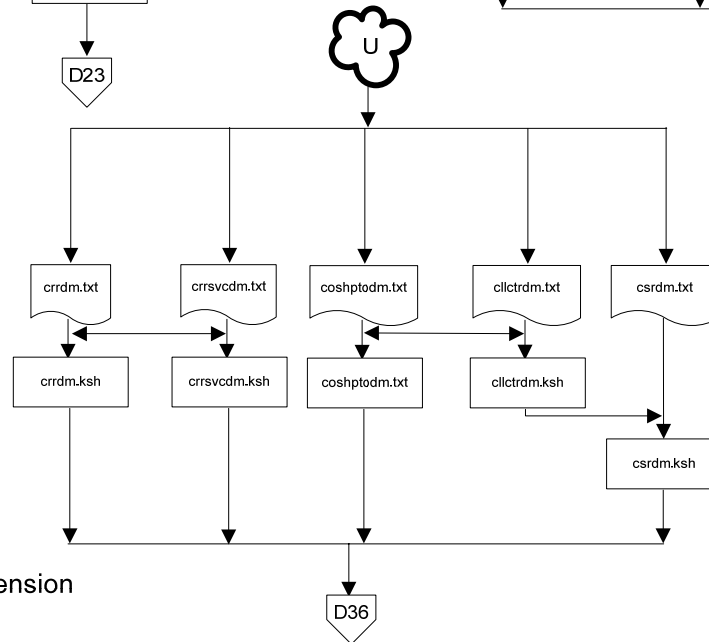 U
D23
crrdm.txt
crrsvcdm.txt
coshptodm.txt
cllctrdm.txt
csrdm.txt
crrdm.ksh
crrsvcdm.ksh
coshptodm.txt
cllctrdm.ksh
csrdm.ksh
ension
D36